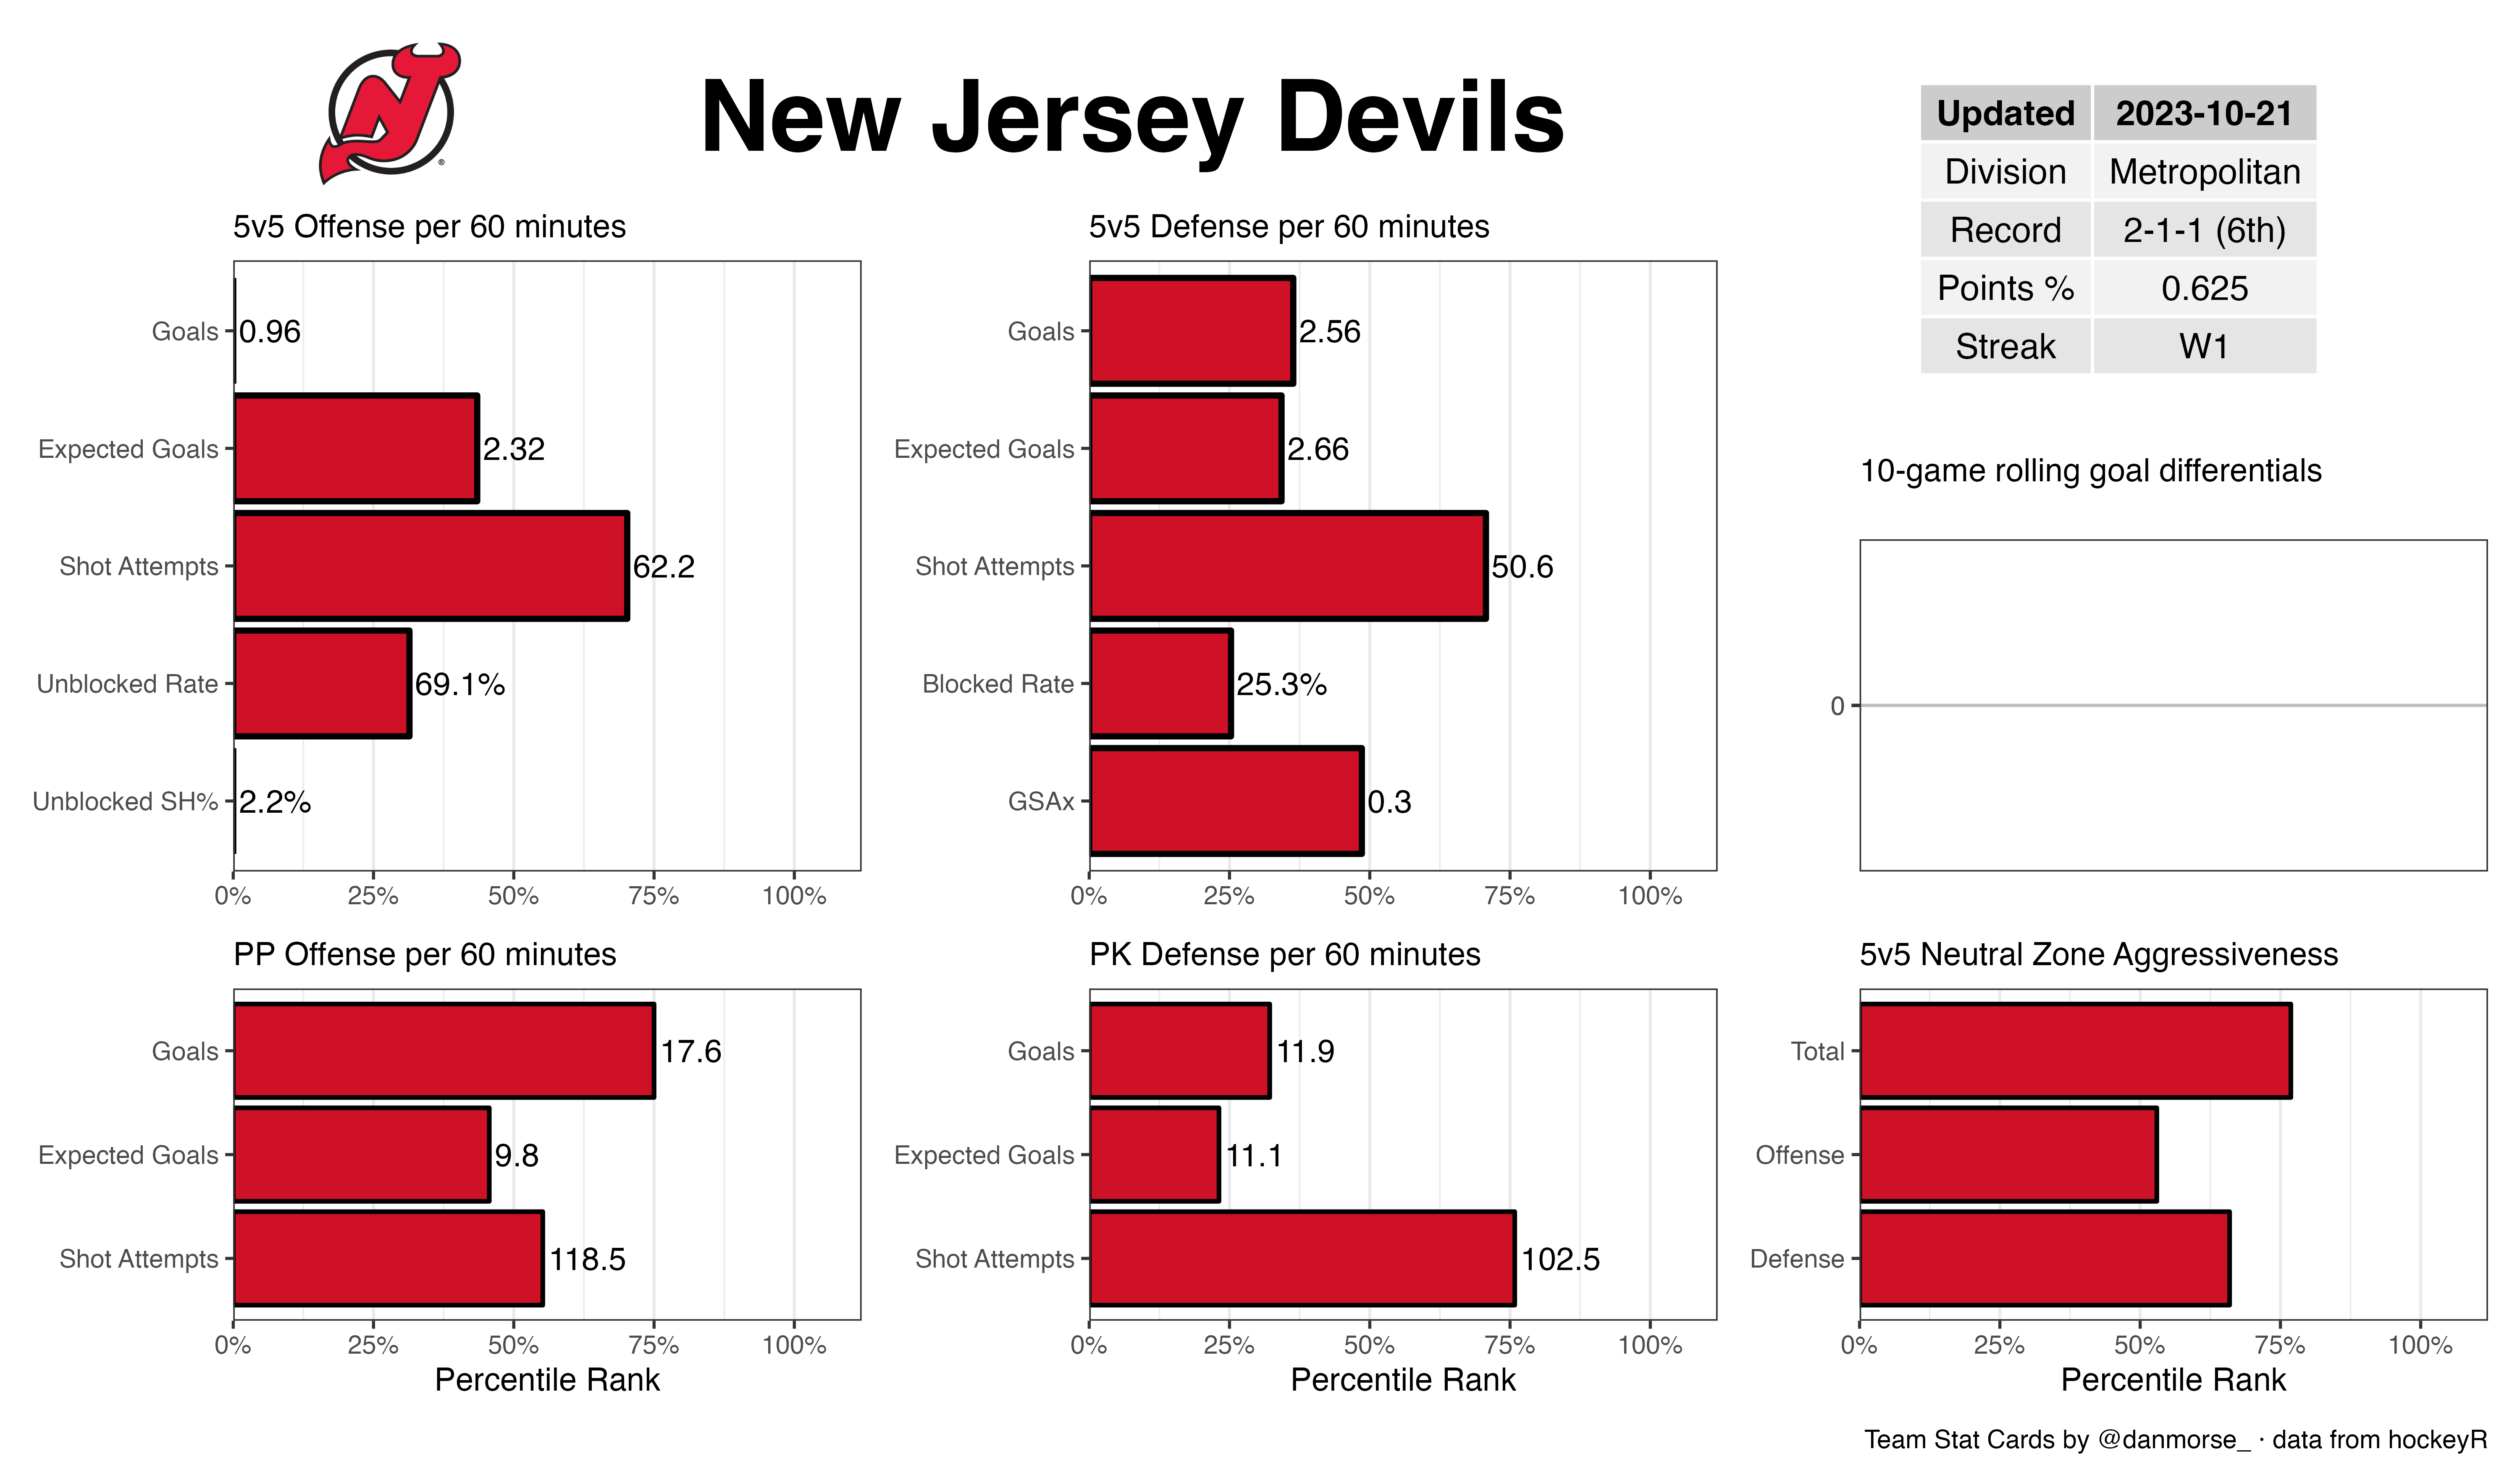 New Jersey Devils
Updated 2023-10-21
Division Metropolitan
Record 2-1-1 (6th)
Points % 0.625
Streak W1
5v5 Offense per 60 minutes
Goals 0.96
Expected Goals 2.32
Shot Attempts 62.2
Unblocked Rate 69.1%
Unblocked SH% 2.2%
0% 25% 50% 75% 100%
5v5 Defense per 60 minutes
Goals 2.56
Expected Goals 2.66
Shot Attempts 50.6
Blocked Rate 25.3%
GSAx 0.3
0% 25% 50% 75% 100%
10-game rolling goal differentials
0
PP Offense per 60 minutes
Goals 17.6
Expected Goals 9.8
Shot Attempts 118.5
0% 25% 50% 75% 100%
Percentile Rank
PK Defense per 60 minutes
Goals 11.9
Expected Goals 11.1
Shot Attempts 102.5
0% 25% 50% 75% 100%
Percentile Rank
5v5 Neutral Zone Aggressiveness
Total
Offense
Defense
0% 25% 50% 75% 100%
Percentile Rank
Team Stat Cards by @danmorse_ · data from hockeyR